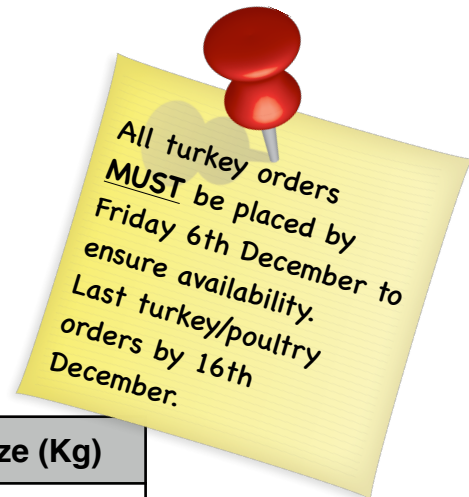 All turkey orders
MUST be placed by
Friday 6th December to
ensure availability.
Last turkey/poultry
orders by 16th
December.
ze (Kg)